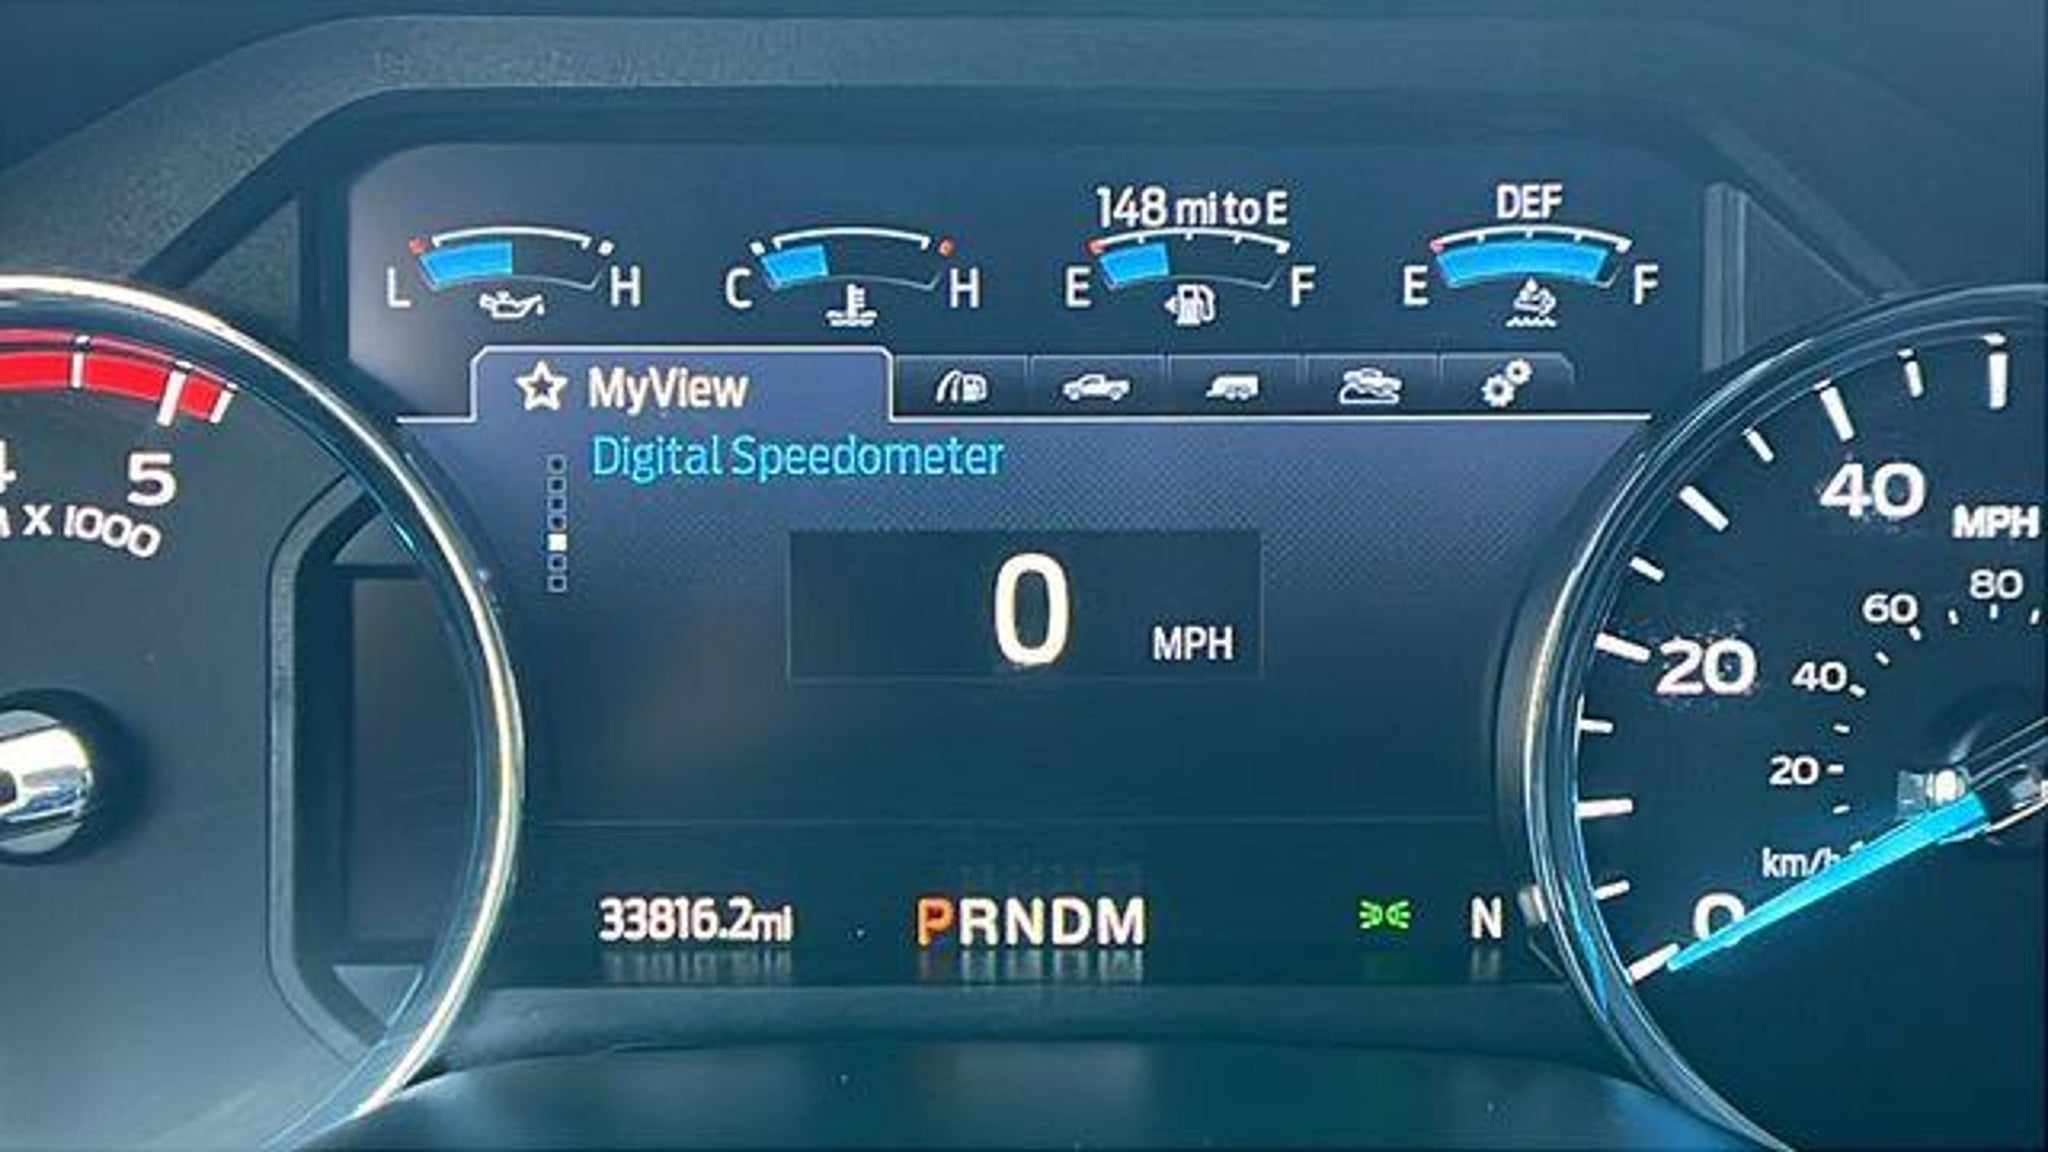 148 mi to E
DEF
L H
C H
E F
E F
MyView
Digital Speedometer
0 MPH
33816.2mi
PRNDM
N
4 5
X 1000
40
MPH
20
0
80
60
40
20
km/h